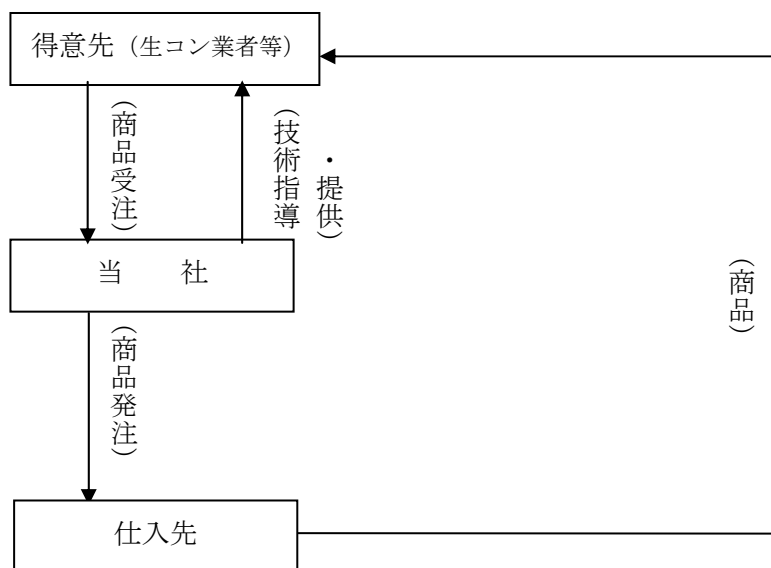 得意先（生コン業者等）
（商品受注）
（技術指導
・提供）
当　　社
（商品）
（商品発注）
仕入先